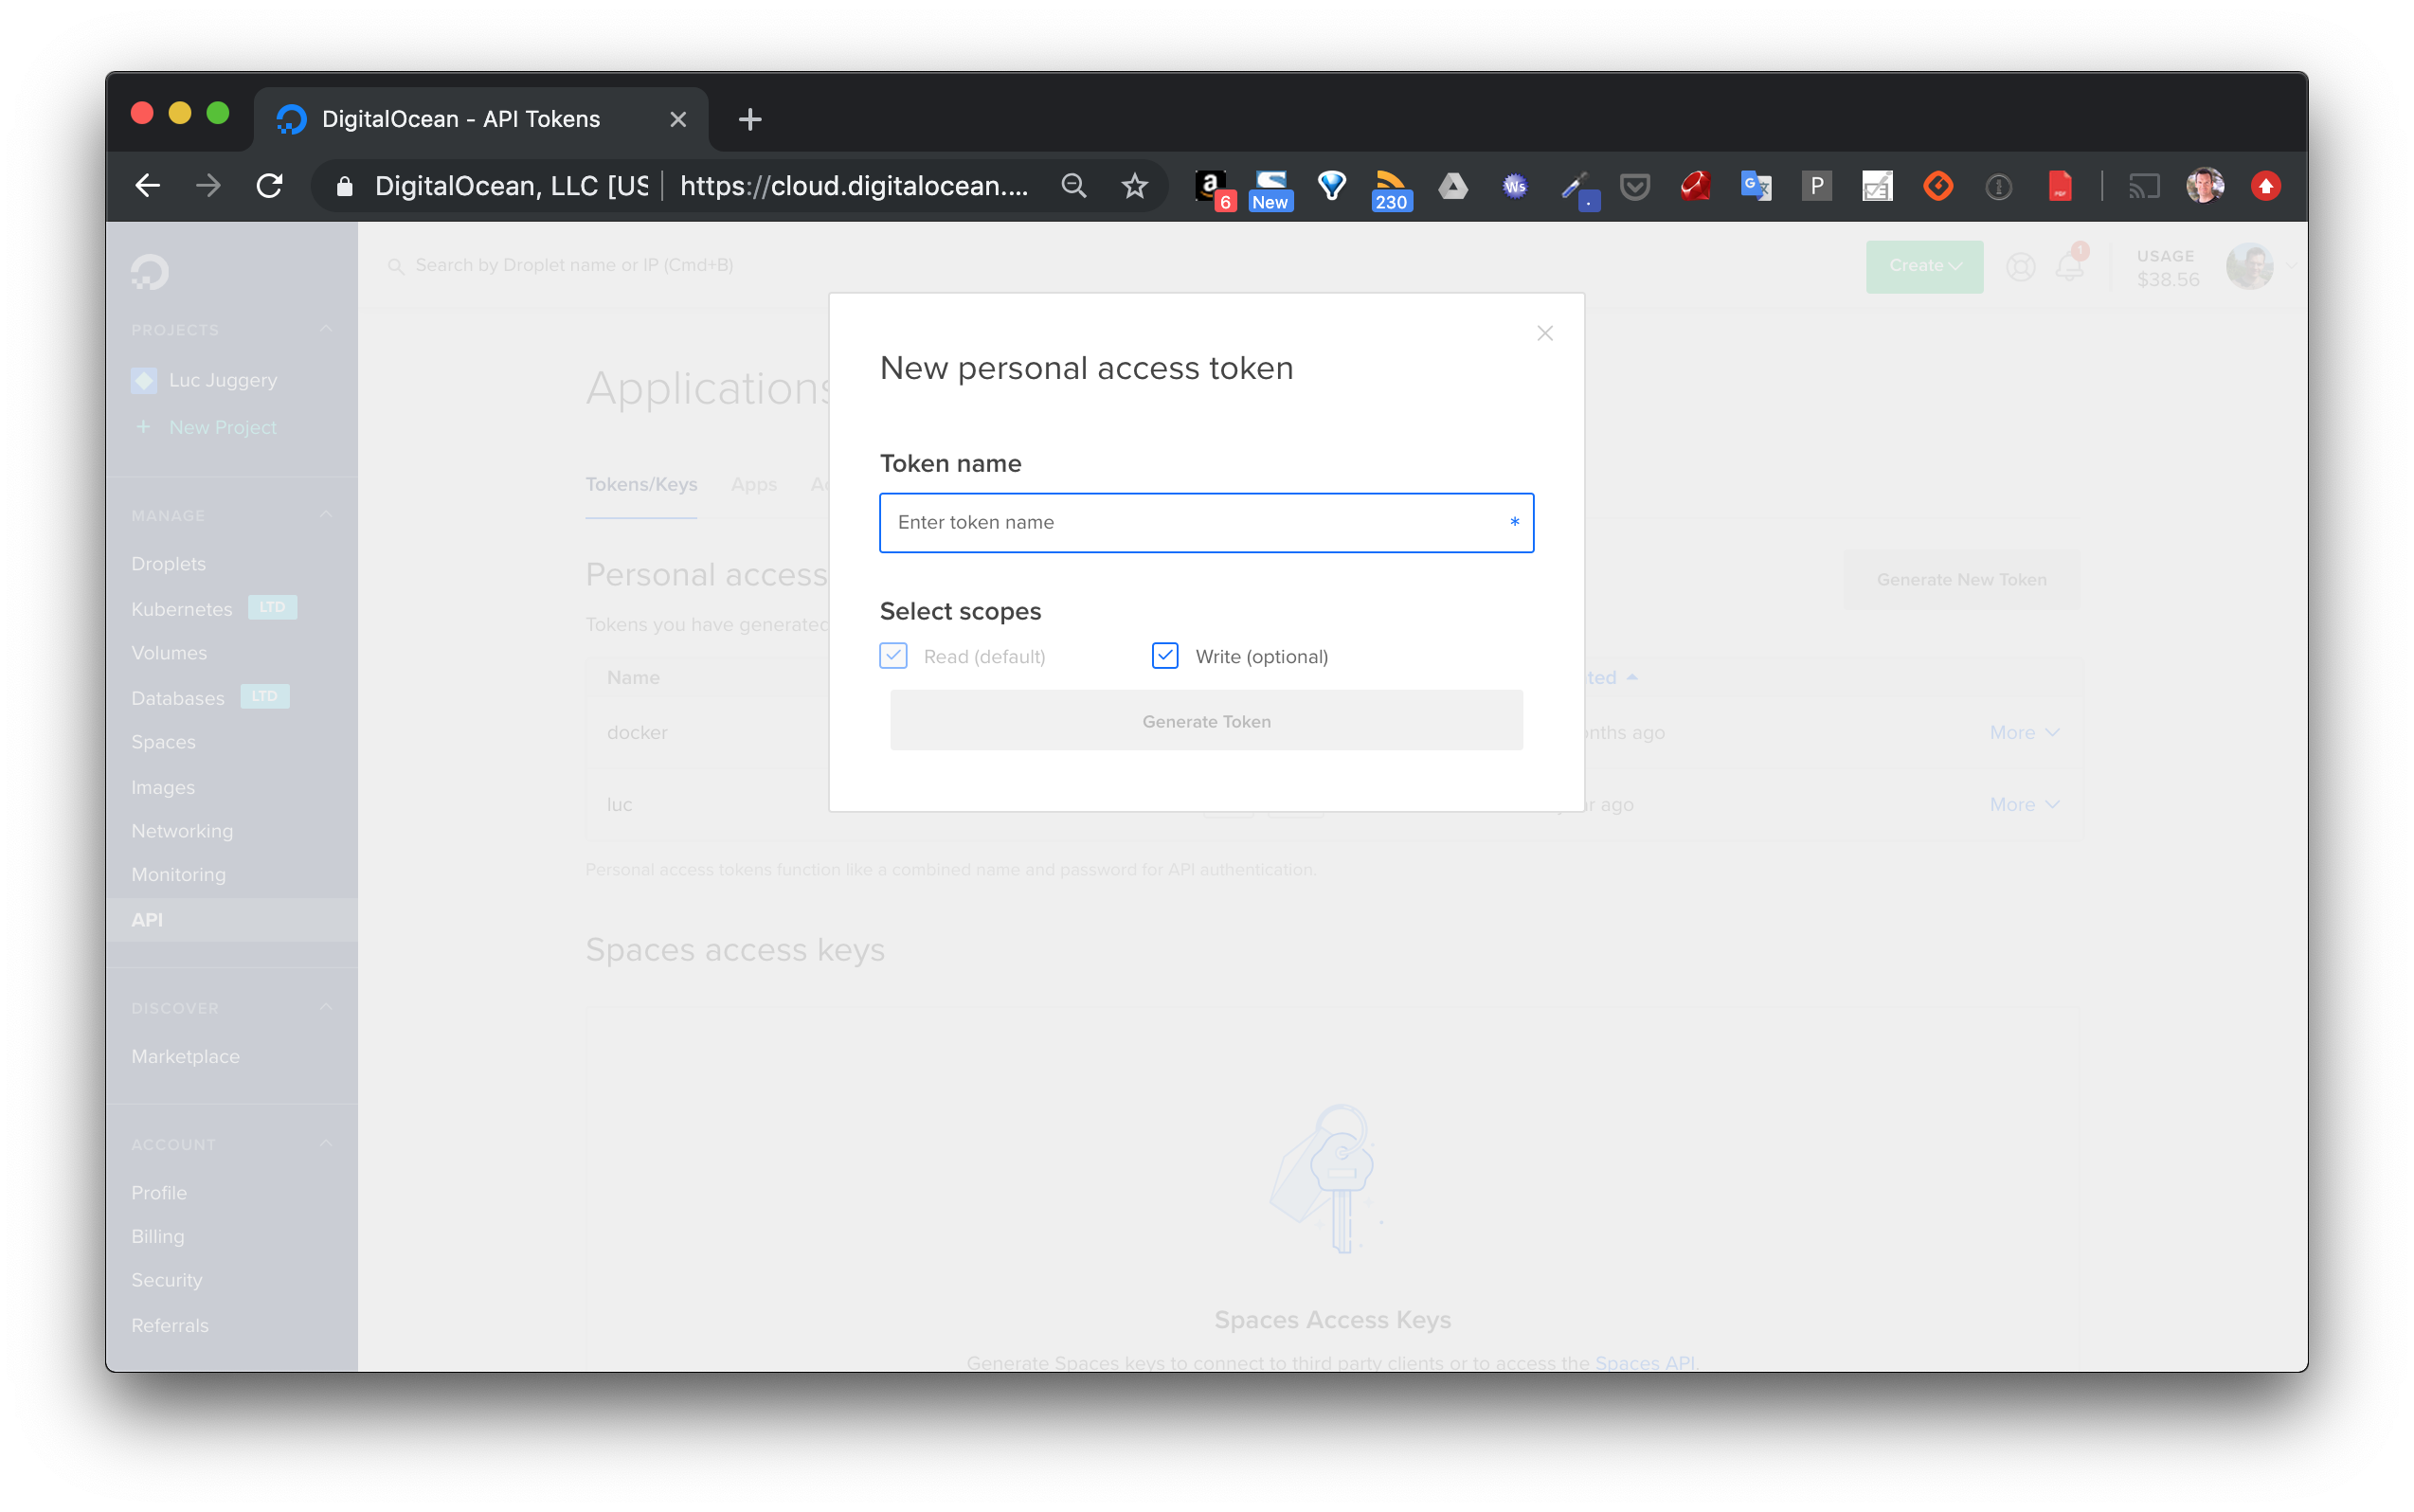 DigitalOcean - API Tokens
DigitalOcean, LLC [US
https://cloud.digitalocean....
6
New
230
Ws
P
Search by Droplet name or IP (Cmd+B)
Create
1
USAGE
$38.56
PROJECTS
Luc Juggery
+ New Project
MANAGE
Droplets
Kubernetes LTD
Volumes
Databases LTD
Spaces
Images
Networking
Monitoring
API
DISCOVER
Marketplace
ACCOUNT
Profile
Billing
Security
Referrals
Applications
Tokens/Keys
Apps
Personal access
Generate New Token
Tokens you have generated
Name
docker
More
luc
ago
More
Personal access tokens function like a combined name and password for API authentication.
New personal access token
Token name
Enter token name *
Select scopes
Read (default)
Write (optional)
Generate Token
Spaces access keys
Spaces Access Keys
Generate Spaces keys to connect to third party clients or to access the Spaces API.